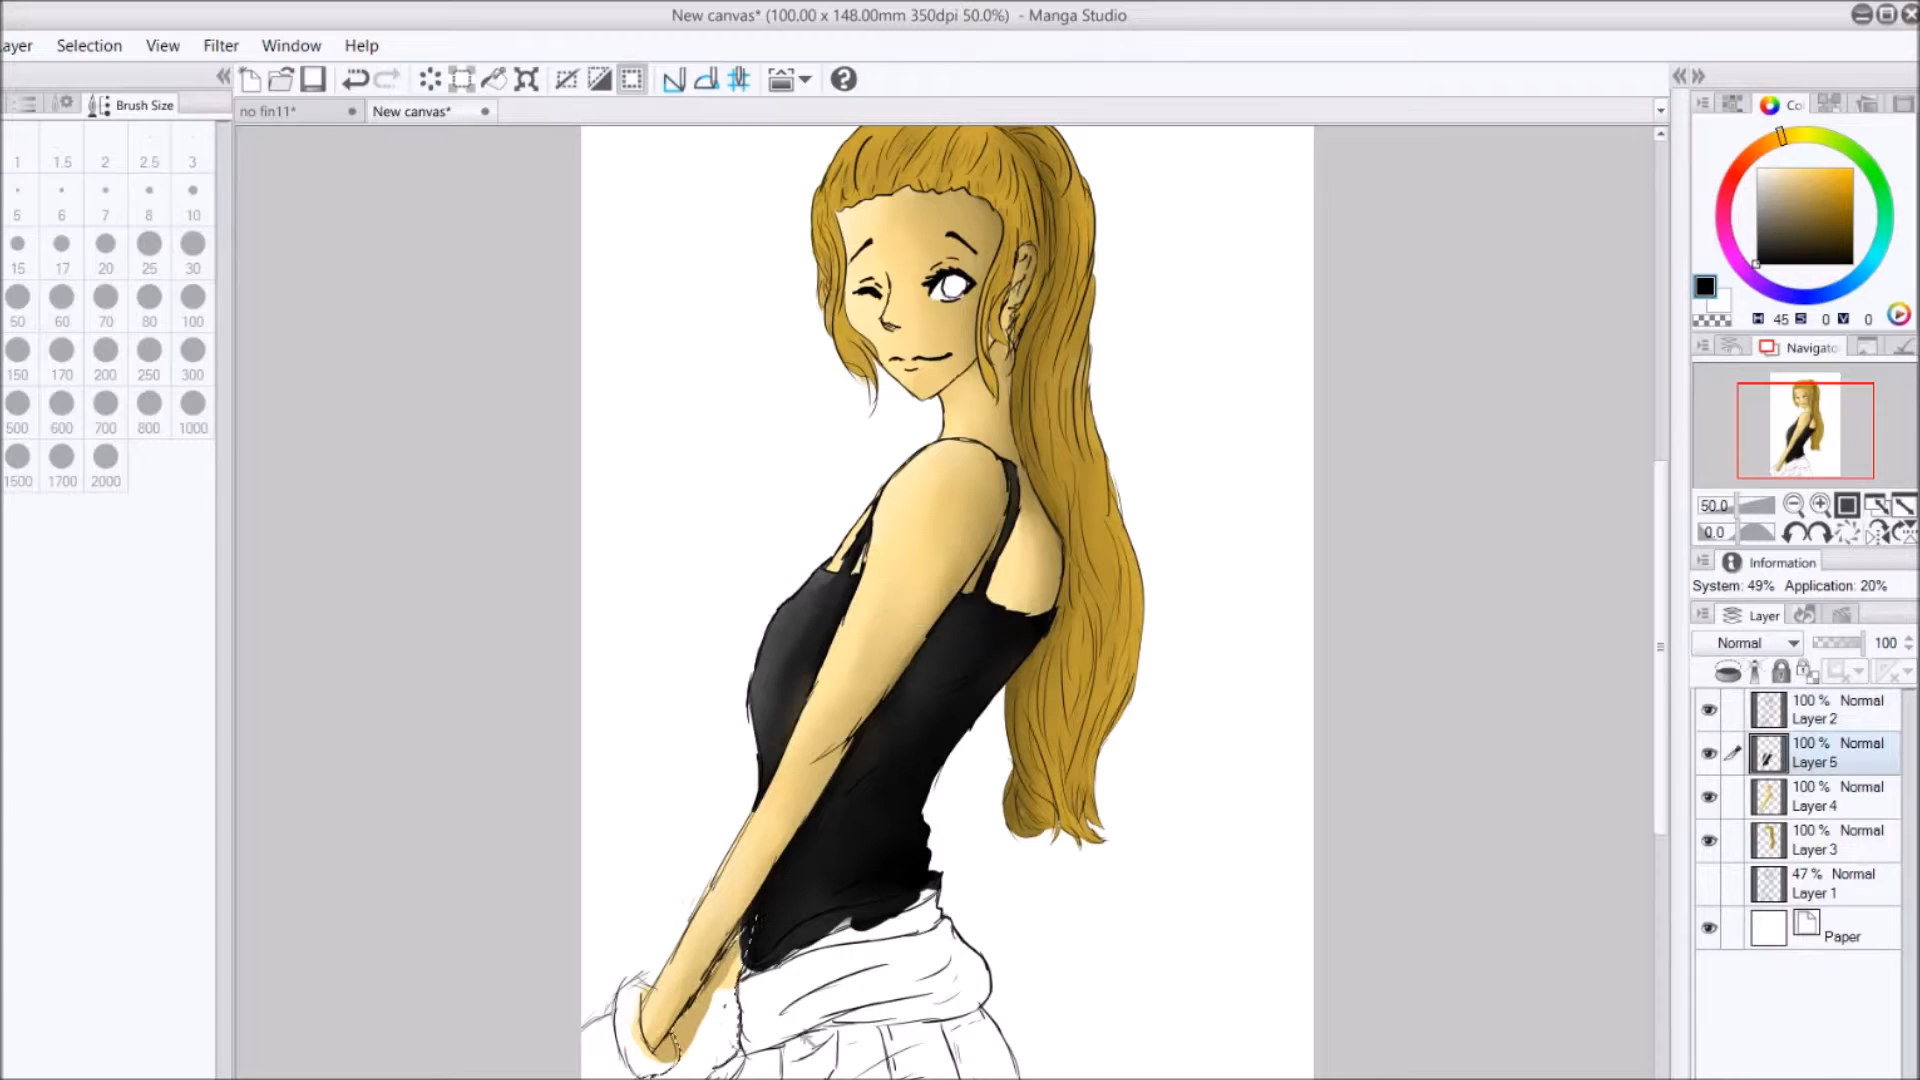 New canvas* (100.00 x 148.00mm 350dpi 50.0%) - Manga Studio
ayer Selection View Filter Window Help
Brush Size
no fin11* New canvas*
1 1.5 2 2.5 3
5 6 7 8 10
15 17 20 25 30
50 60 70 80 100
150 170 200 250 300
500 600 700 800 1000
1500 1700 2000
Co
H 45 S 0 V 0
Navigato
50.0
0.0
Information
System: 49% Application: 20%
Layer
Normal 100
100 % Normal
Layer 2
100 % Normal
Layer 5
100 % Normal
Layer 4
100 % Normal
Layer 3
47 % Normal
Layer 1
Paper